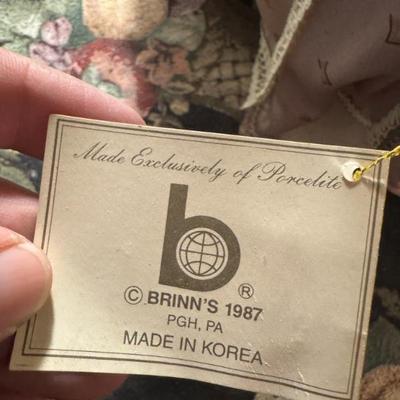 Made Exclusively of Porcelite
b ®
© BRINN'S 1987
PGH, PA
MADE IN KOREA